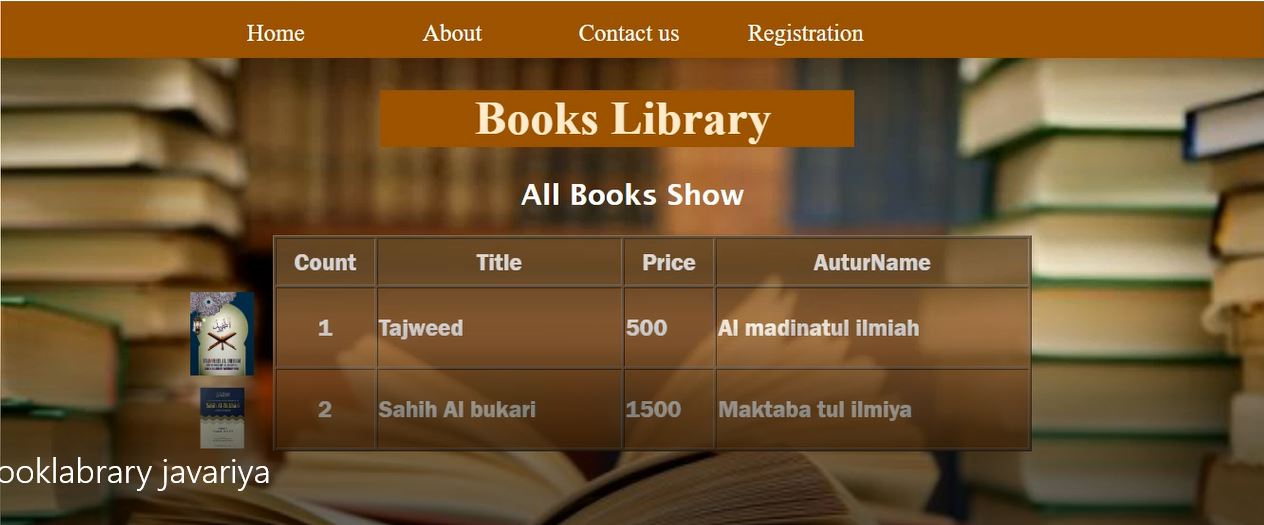 Home About Contact us Registration
Books Library
All Books Show
Count Title Price AuturName
1 Tajweed 500 Al madinatul ilmiah
2 Sahih Al bukari 1500 Maktaba tul ilmiya
ooklabrary javariya